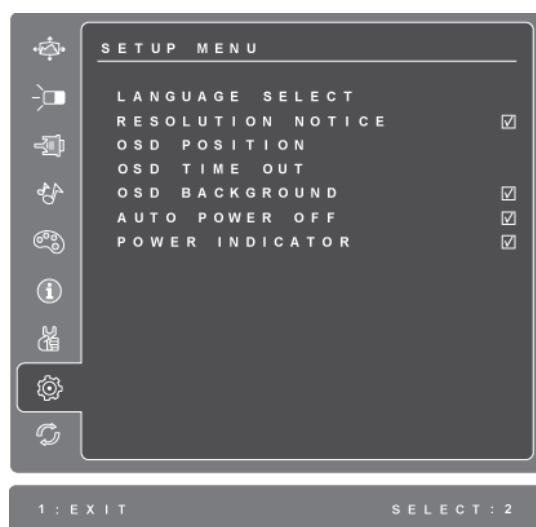 SETUP MENU
LANGUAGE SELECT
RESOLUTION NOTICE
OSD POSITION
OSD TIME OUT
OSD BACKGROUND
AUTO POWER OFF
POWER INDICATOR
1:EXIT SELECT:2